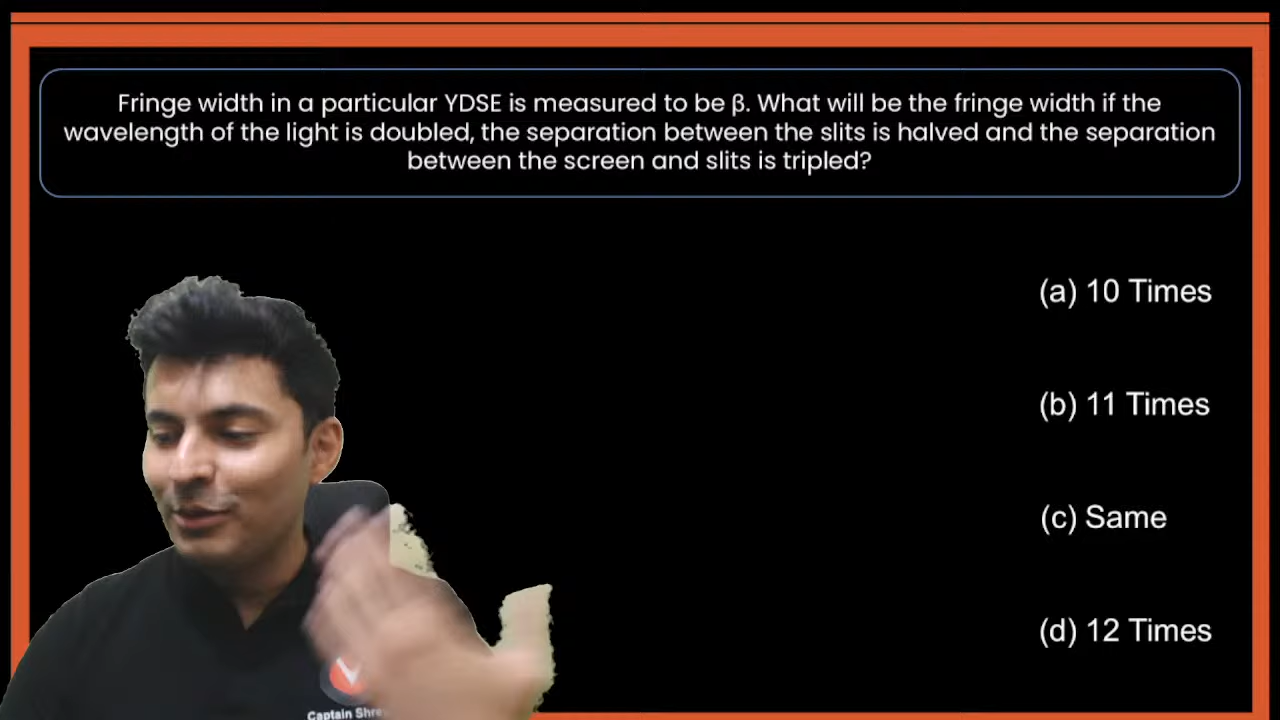 Fringe width in a particular YDSE is measured to be β. What will be the fringe width if the
wavelength of the light is doubled, the separation between the slits is halved and the separation
between the screen and slits is tripled?
(a) 10 Times
(b) 11 Times
(c) Same
(d) 12 Times
Captain